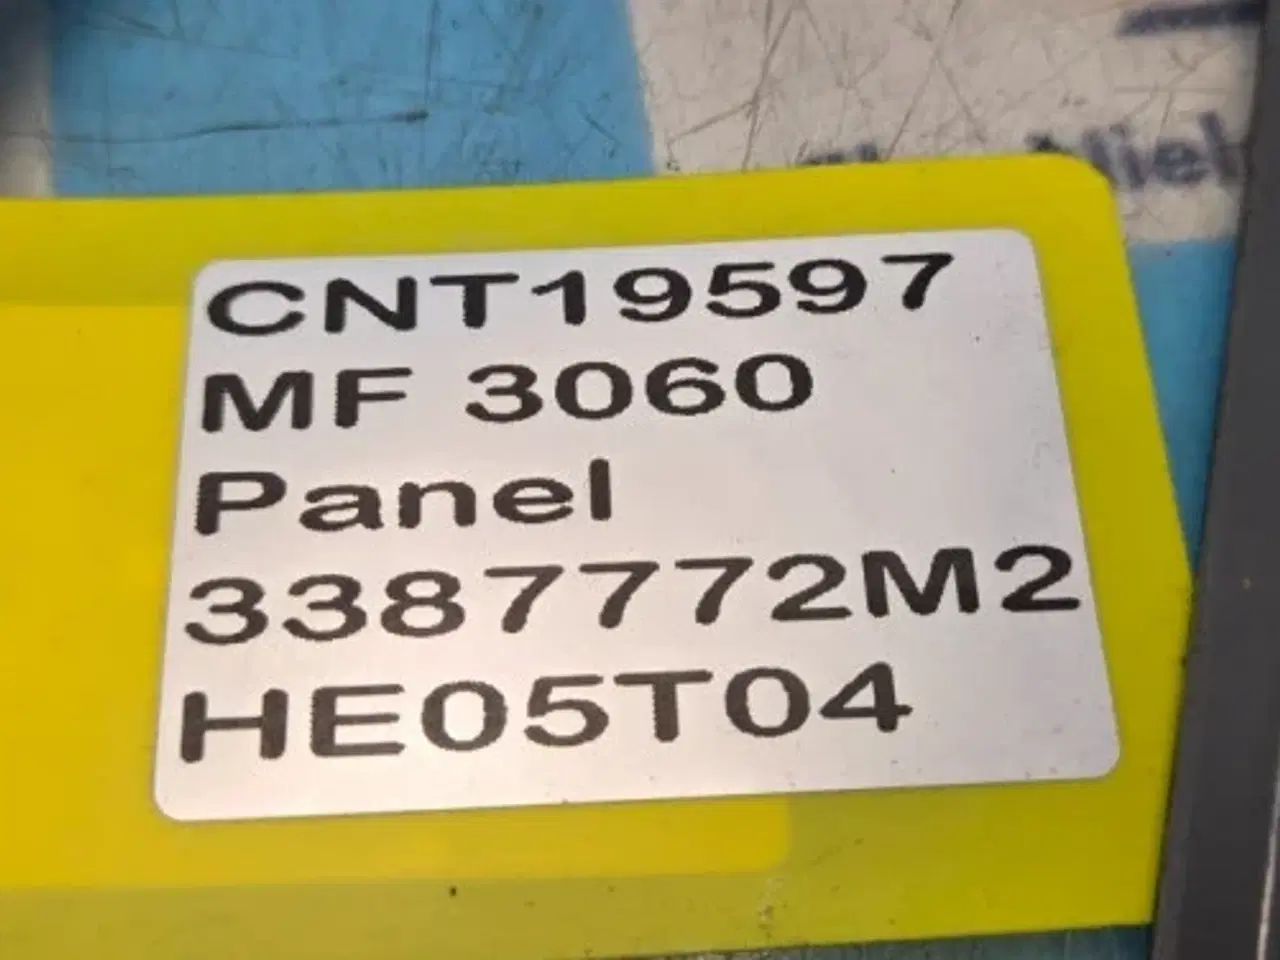 CNT19597
MF 3060
Panel
3387772M2
HE05T04